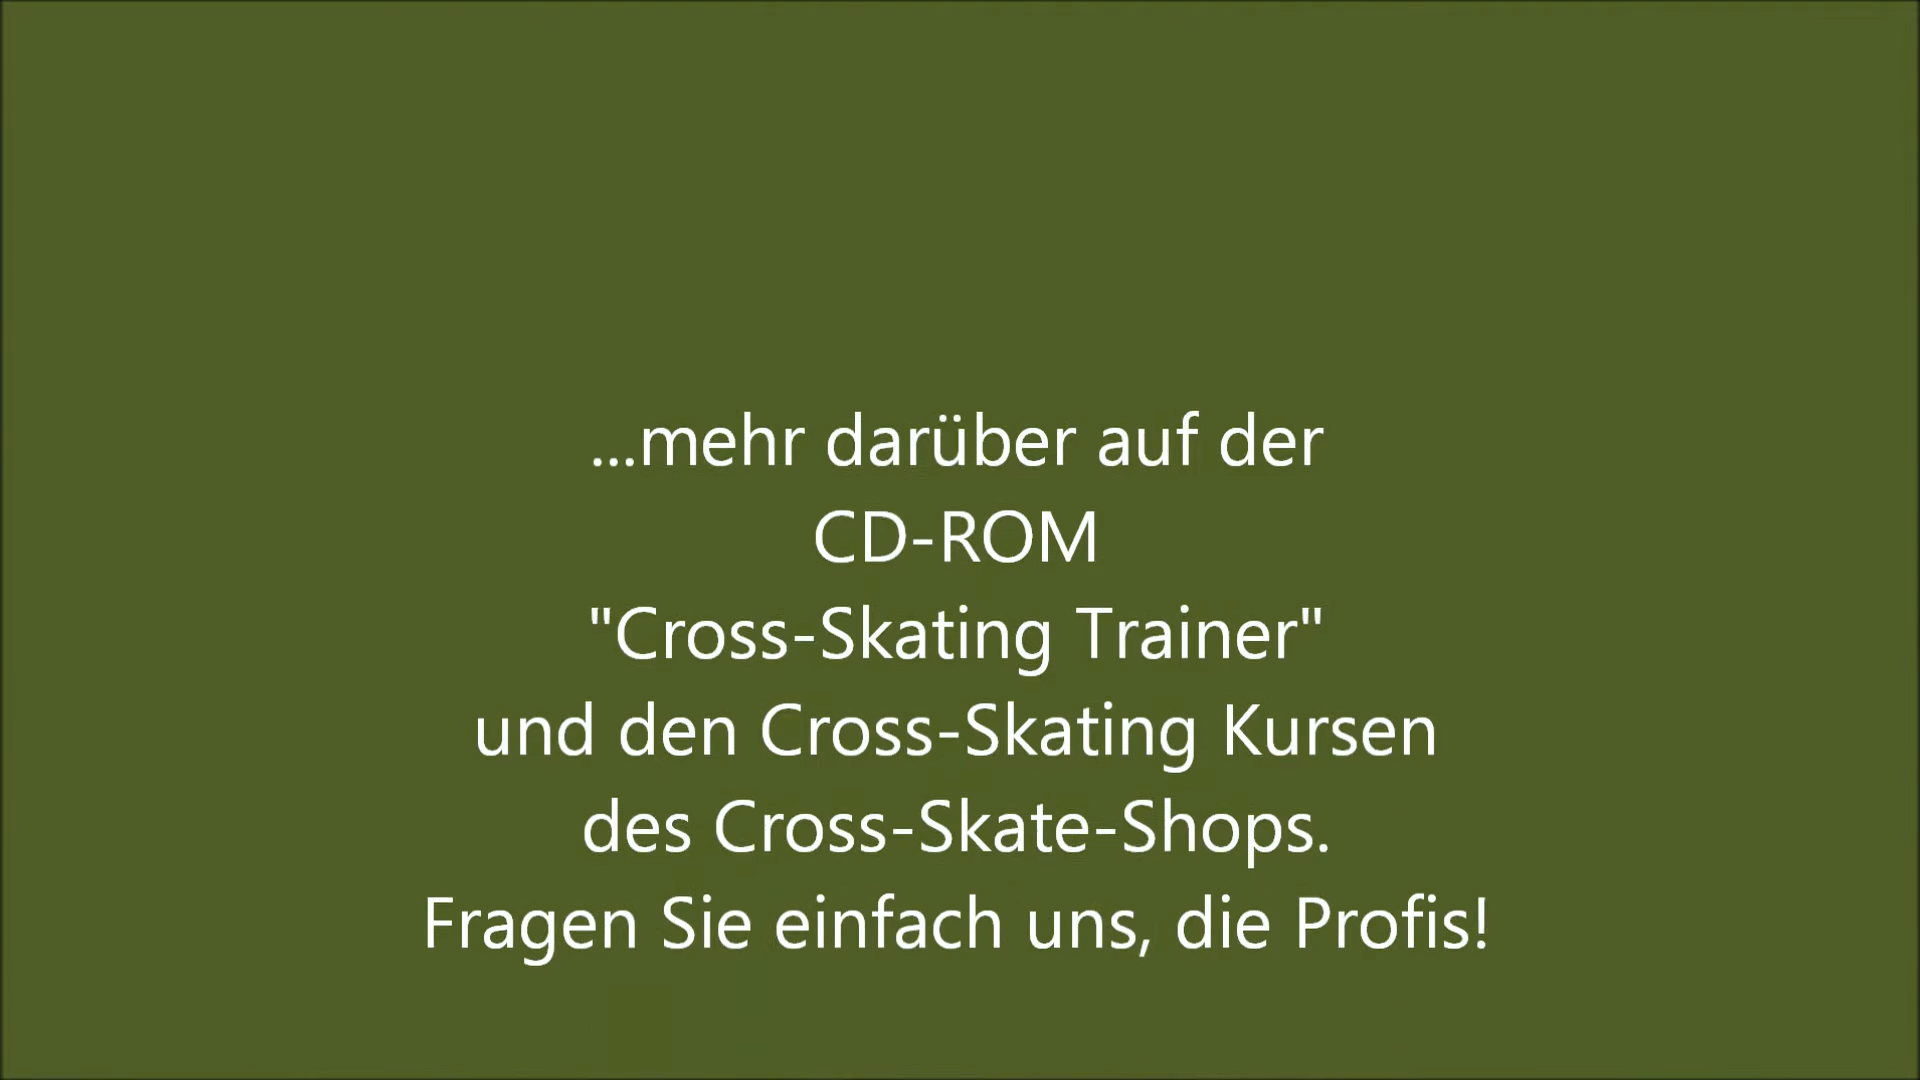 ...mehr darüber auf der
CD-ROM
"Cross-Skating Trainer"
und den Cross-Skating Kursen
des Cross-Skate-Shops.
Fragen Sie einfach uns, die Profis!